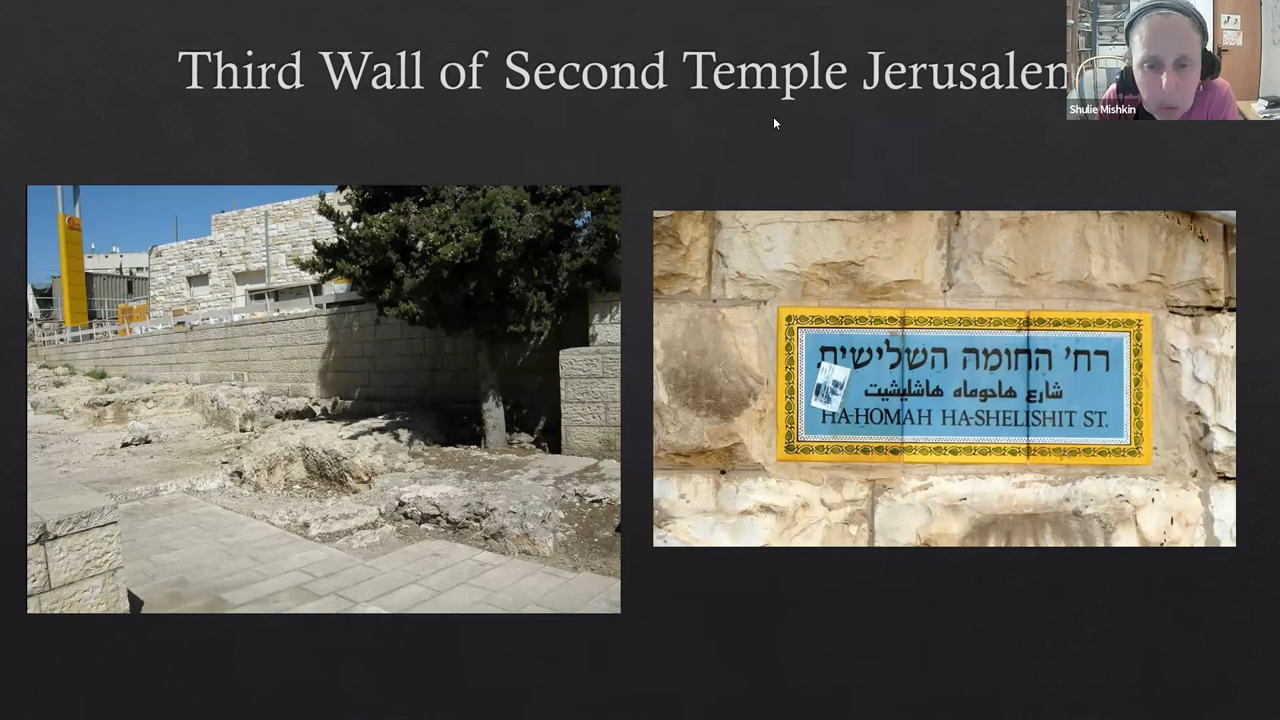 Third Wall of Second Temple Jerusalem
Shulie Mishkin
רח' החומה השלישית
شارع هاحوماه هاشليشيت
HA-HOMAH HA-SHELISHIT ST.